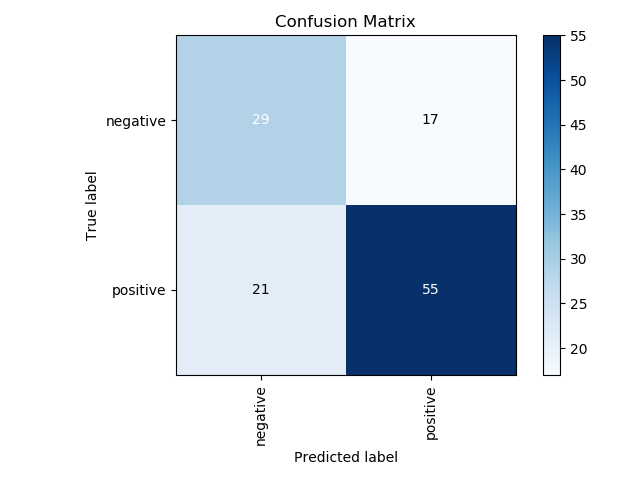 Confusion Matrix
negative
29
17
positive
21
55
True label
negative
positive
Predicted label
55
50
45
40
35
30
25
20